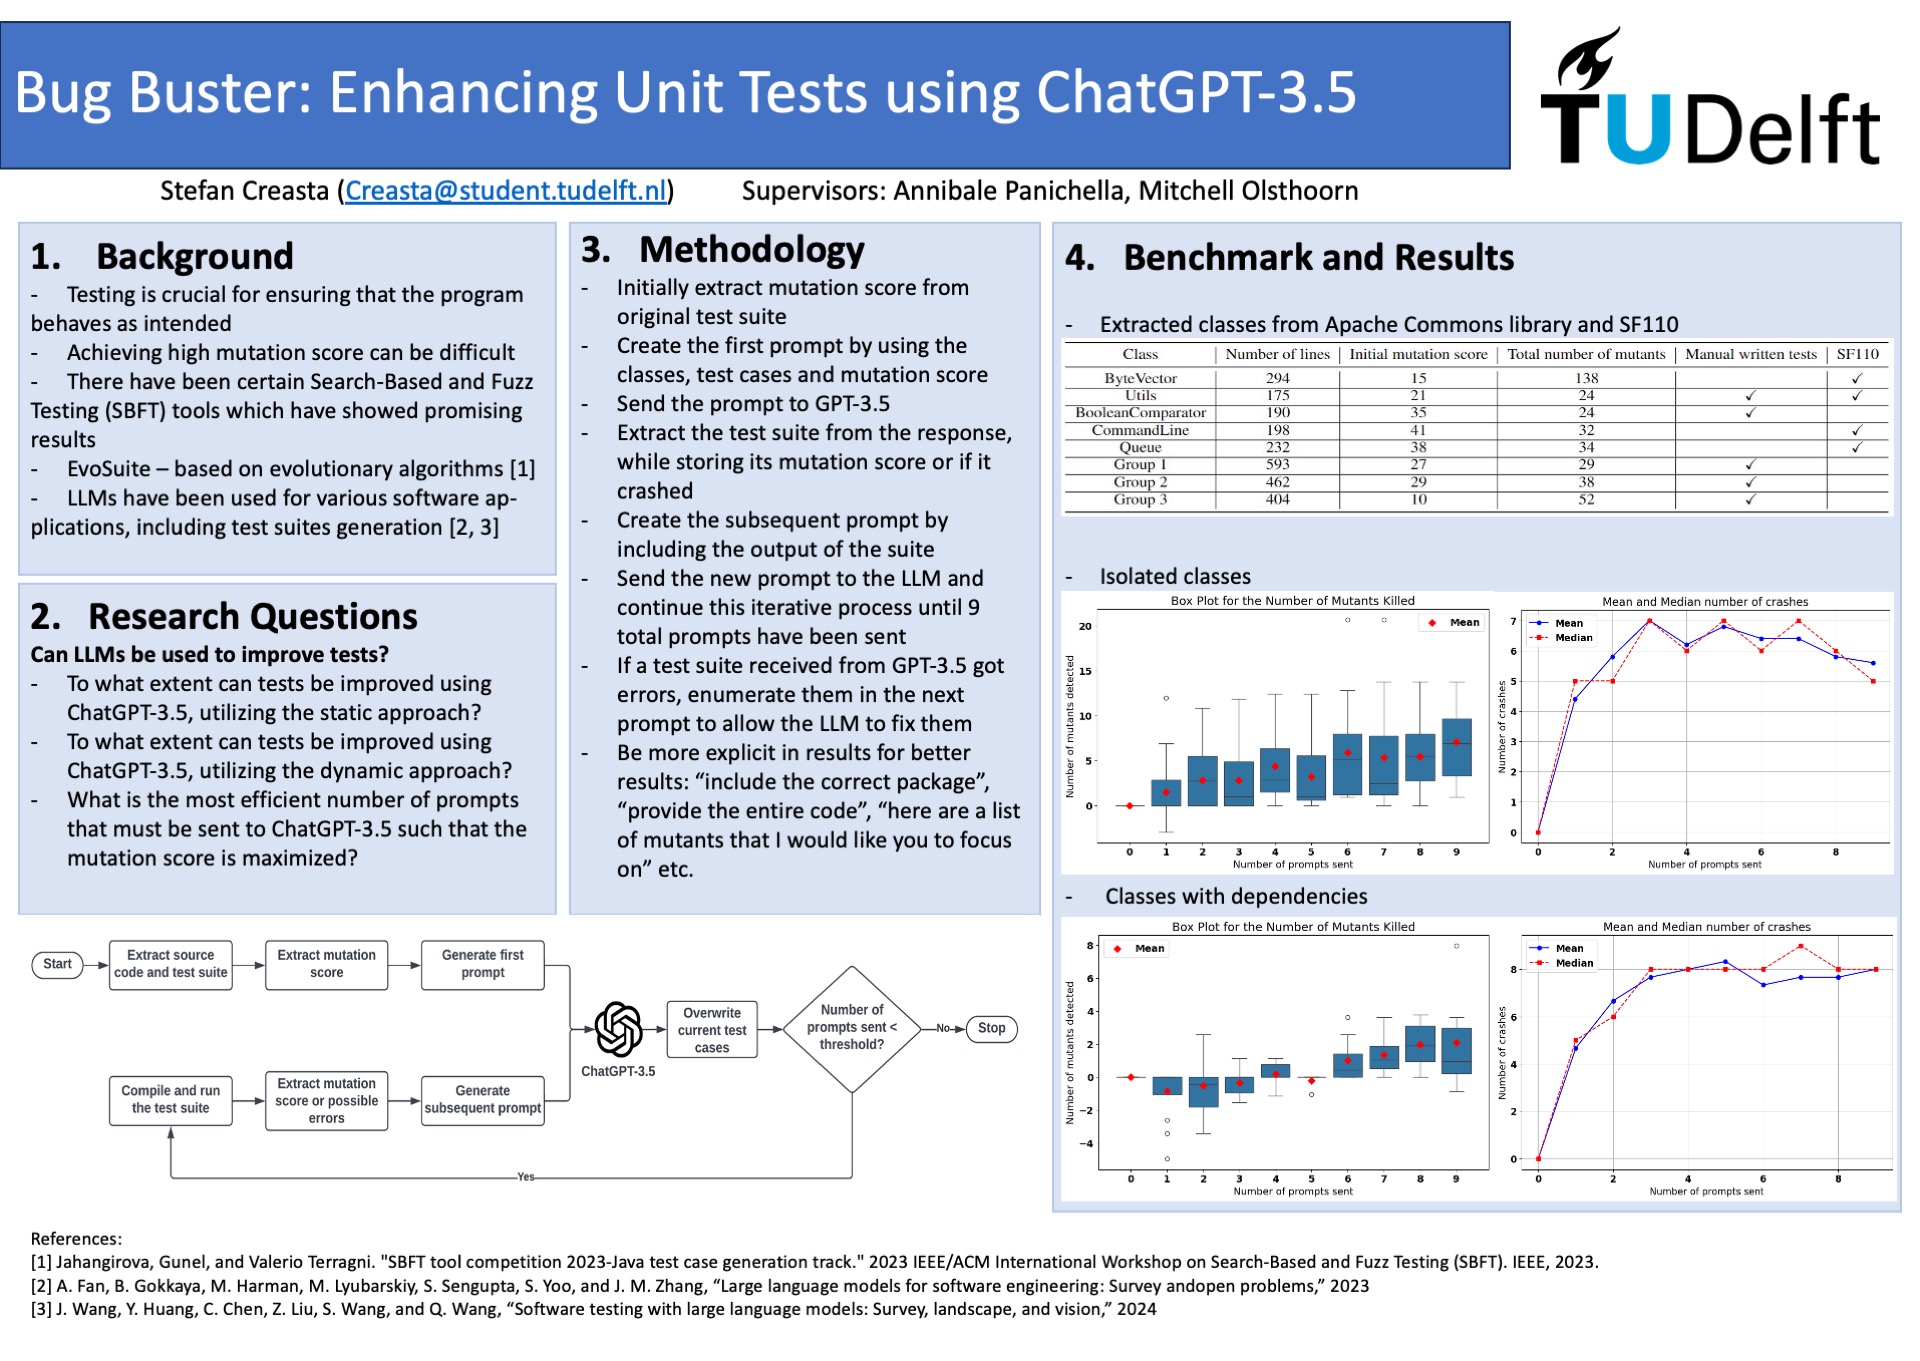 Bug Buster: Enhancing Unit Tests using ChatGPT-3.5
TU Delft
Stefan Creasta (Creasta@student.tudelft.nl) Supervisors: Annibale Panichella, Mitchell Olsthoorn
1. Background
- Testing is crucial for ensuring that the program
behaves as intended
- Achieving high mutation score can be difficult
- There have been certain Search-Based and Fuzz
Testing (SBFT) tools which have showed promising
results
- EvoSuite – based on evolutionary algorithms [1]
- LLMs have been used for various software ap-
plications, including test suites generation [2, 3]
2. Research Questions
Can LLMs be used to improve tests?
- To what extent can tests be improved using
ChatGPT-3.5, utilizing the static approach?
- To what extent can tests be improved using
ChatGPT-3.5, utilizing the dynamic approach?
- What is the most efficient number of prompts
that must be sent to ChatGPT-3.5 such that the
mutation score is maximized?
3. Methodology
- Initially extract mutation score from
original test suite
- Create the first prompt by using the
classes, test cases and mutation score
- Send the prompt to GPT-3.5
- Extract the test suite from the response,
while storing its mutation score or if it
crashed
- Create the subsequent prompt by
including the output of the suite
- Send the new prompt to the LLM and
continue this iterative process until 9
total prompts have been sent
- If a test suite received from GPT-3.5 got
errors, enumerate them in the next
prompt to allow the LLM to fix them
- Be more explicit in results for better
results: “include the correct package”,
“provide the entire code”, “here are a list
of mutants that I would like you to focus
on” etc.
4. Benchmark and Results
- Extracted classes from Apache Commons library and SF110
Class Number of lines Initial mutation score Total number of mutants Manual written tests SF110
ByteVector 294 15 138 ✓
Utils 175 21 24 ✓ ✓
BooleanComparator 190 35 24 ✓
CommandLine 198 41 32 ✓
Queue 232 38 34 ✓
Group 1 593 27 29 ✓
Group 2 462 29 38 ✓
Group 3 404 10 52 ✓
- Isolated classes
Box Plot for the Number of Mutants Killed
Mean
Number of mutants detected
20
15
10
5
0
0 1 2 3 4 5 6 7 8 9
Number of prompts sent
Mean and Median number of crashes
Mean
Median
Number of crashes
7
6
5
4
3
2
1
0
0 2 4 6 8
Number of prompts sent
- Classes with dependencies
Box Plot for the Number of Mutants Killed
Mean
Number of mutants detected
8
6
4
2
0
−2
−4
0 1 2 3 4 5 6 7 8 9
Number of prompts sent
Mean and Median number of crashes
Mean
Median
Number of crashes
8
6
4
2
0
0 2 4 6 8
Number of prompts sent
Start
Extract source
code and test suite
Extract mutation
score
Generate first
prompt
ChatGPT-3.5
Overwrite
current test
cases
Number of
prompts sent <
threshold?
No
Stop
Compile and run
the test suite
Extract mutation
score or possible
errors
Generate
subsequent prompt
Yes
References:
[1] Jahangirova, Gunel, and Valerio Terragni. "SBFT tool competition 2023-Java test case generation track." 2023 IEEE/ACM International Workshop on Search-Based and Fuzz Testing (SBFT). IEEE, 2023.
[2] A. Fan, B. Gokkaya, M. Harman, M. Lyubarskiy, S. Sengupta, S. Yoo, and J. M. Zhang, “Large language models for software engineering: Survey andopen problems,” 2023
[3] J. Wang, Y. Huang, C. Chen, Z. Liu, S. Wang, and Q. Wang, “Software testing with large language models: Survey, landscape, and vision,” 2024